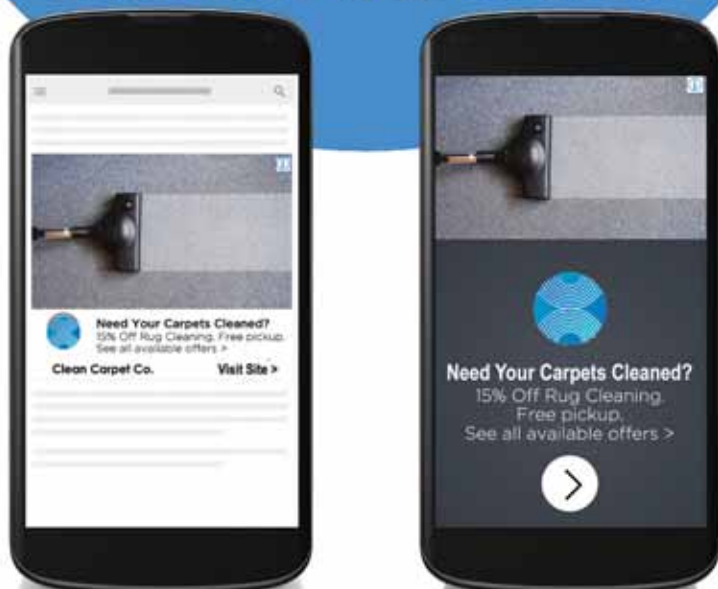 Need Your Carpets Cleaned?
15% Off Rug Cleaning. Free pickup.
See all available offers >
Clean Carpet Co.
Visit Site >
Need Your Carpets Cleaned?
15% Off Rug Cleaning.
Free pickup.
See all available offers >